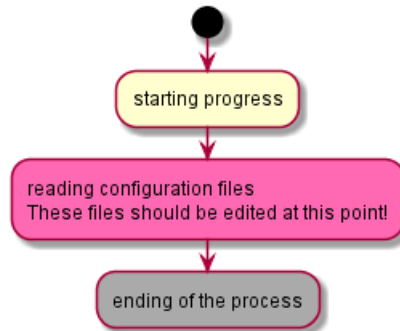 starting progress
reading configuration files
These files should be edited at this point!
ending of the process